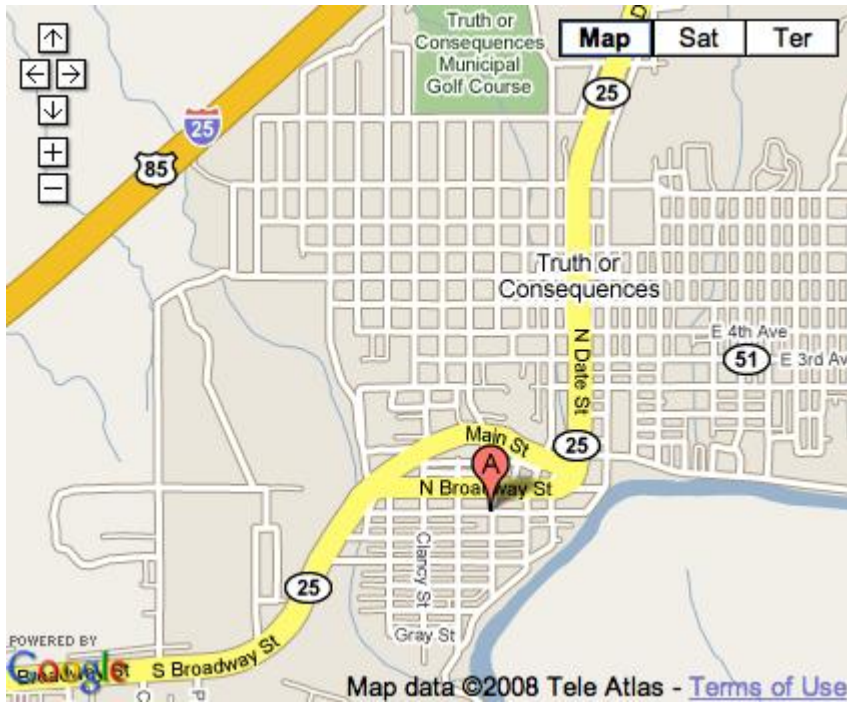 Truth or
Consequences
Municipal
Golf Course
Map
Sat
Ter
D
25
25
85
Truth or
Consequences
N Date St
E 4th Ave
51
E 3rd Av
Main St
25
A
N Broadway St
Clancy St
25
Gray St
POWERED BY
Google
Broadway St
S Broadway St
C
P
Map data ©2008 Tele Atlas - Terms of Use